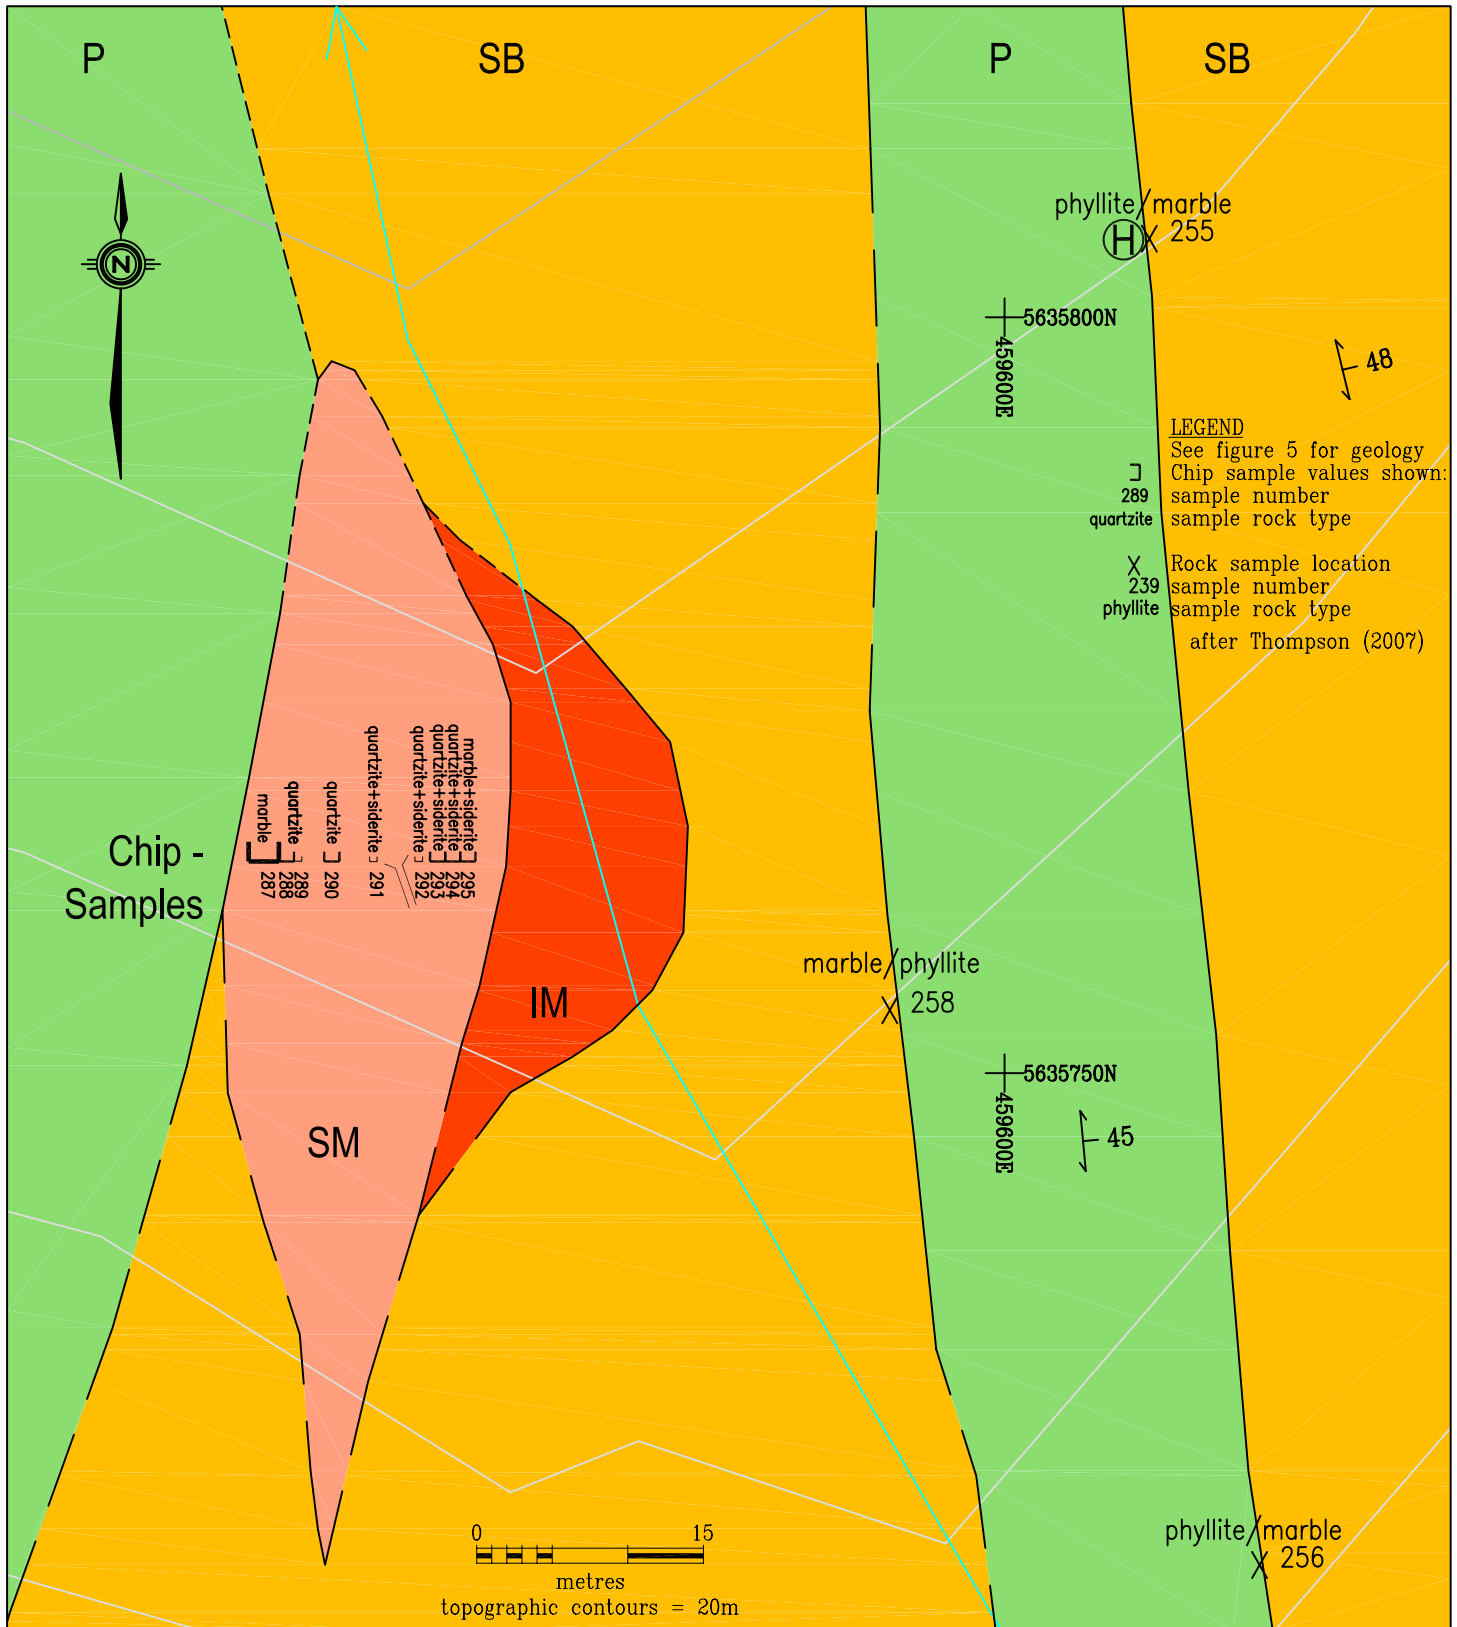 P
SB
P
SB
N
phyllite/marble
H
255
5635800N
459600E
48
LEGEND
See figure 5 for geology
Chip sample values shown:
289 sample number
quartzite sample rock type
X Rock sample location
239 sample number
phyllite sample rock type
after Thompson (2007)
marble
quartzite
quartzite
quartzite+siderite
quartzite+siderite
quartzite+siderite
quartzite+siderite
marble+siderite
287
288
289
290
291
292
293
294
295
Chip -
Samples
marble/phyllite
X 258
IM
5635750N
459600E
45
SM
0 15
metres
topographic contours = 20m
phyllite/marble
X 256